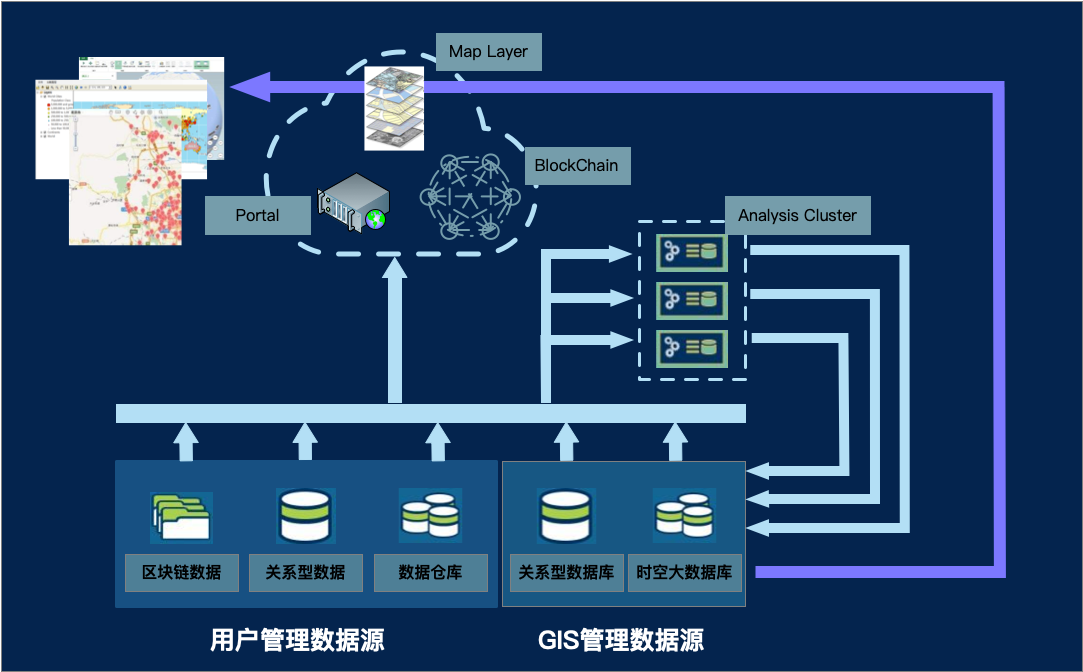 Map Layer
BlockChain
Portal
Analysis Cluster
区块链数据
关系型数据
数据仓库
关系型数据库
时空大数据库
用户管理数据源
GIS管理数据源